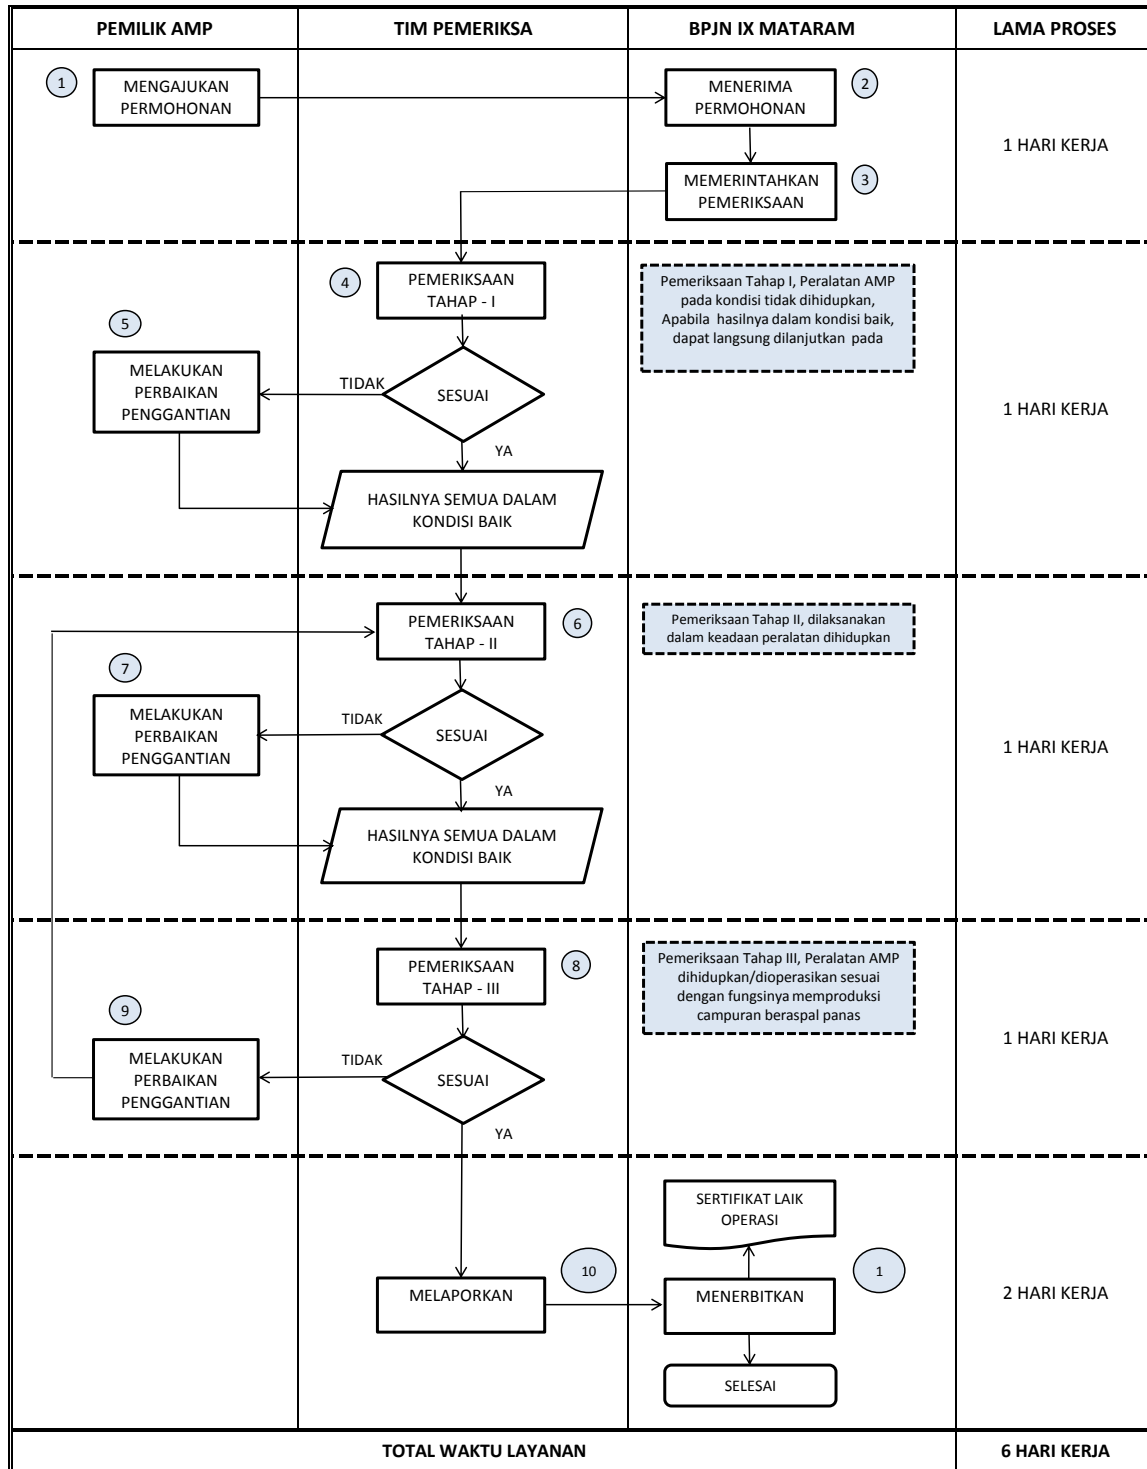 PEMILIK AMP
TIM PEMERIKSA
BPJN IX MATARAM
LAMA PROSES
1
MENGAJUKAN
PERMOHONAN
MENERIMA
PERMOHONAN
2
1 HARI KERJA
MEMERINTAHKAN
PEMERIKSAAN
3
4
PEMERIKSAAN
TAHAP - I
Pemeriksaan Tahap I, Peralatan AMP
pada kondisi tidak dihidupkan,
Apabila hasilnya dalam kondisi baik,
dapat langsung dilanjutkan pada
5
MELAKUKAN
PERBAIKAN
PENGGANTIAN
TIDAK
SESUAI
1 HARI KERJA
YA
HASILNYA SEMUA DALAM
KONDISI BAIK
PEMERIKSAAN
TAHAP - II
6
Pemeriksaan Tahap II, dilaksanakan
dalam keadaan peralatan dihidupkan
7
MELAKUKAN
PERBAIKAN
PENGGANTIAN
TIDAK
SESUAI
1 HARI KERJA
YA
HASILNYA SEMUA DALAM
KONDISI BAIK
PEMERIKSAAN
TAHAP - III
8
Pemeriksaan Tahap III, Peralatan AMP
dihidupkan/dioperasikan sesuai
dengan fungsinya memproduksi
campuran beraspal panas
9
MELAKUKAN
PERBAIKAN
PENGGANTIAN
TIDAK
SESUAI
1 HARI KERJA
YA
SERTIFIKAT LAIK
OPERASI
MELAPORKAN
10
MENERBITKAN
1
2 HARI KERJA
SELESAI
TOTAL WAKTU LAYANAN
6 HARI KERJA